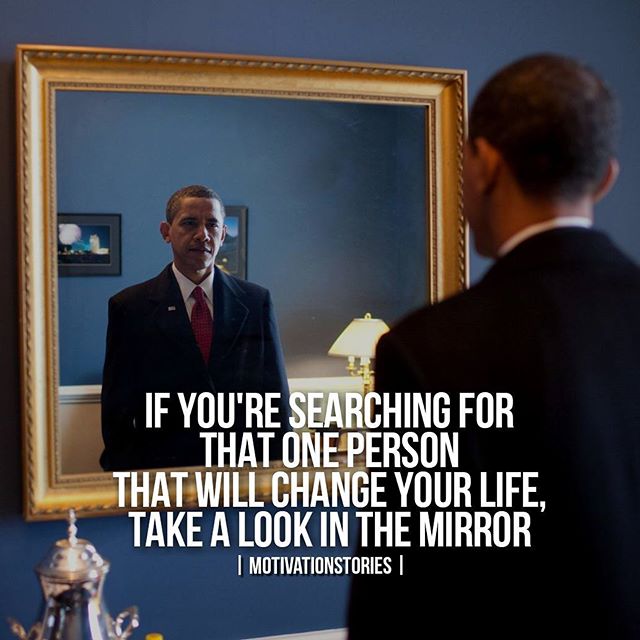 IF YOU'RE SEARCHING FOR
THAT ONE PERSON
THAT WILL CHANGE YOUR LIFE,
TAKE A LOOK IN THE MIRROR
| MOTIVATIONSTORIES |